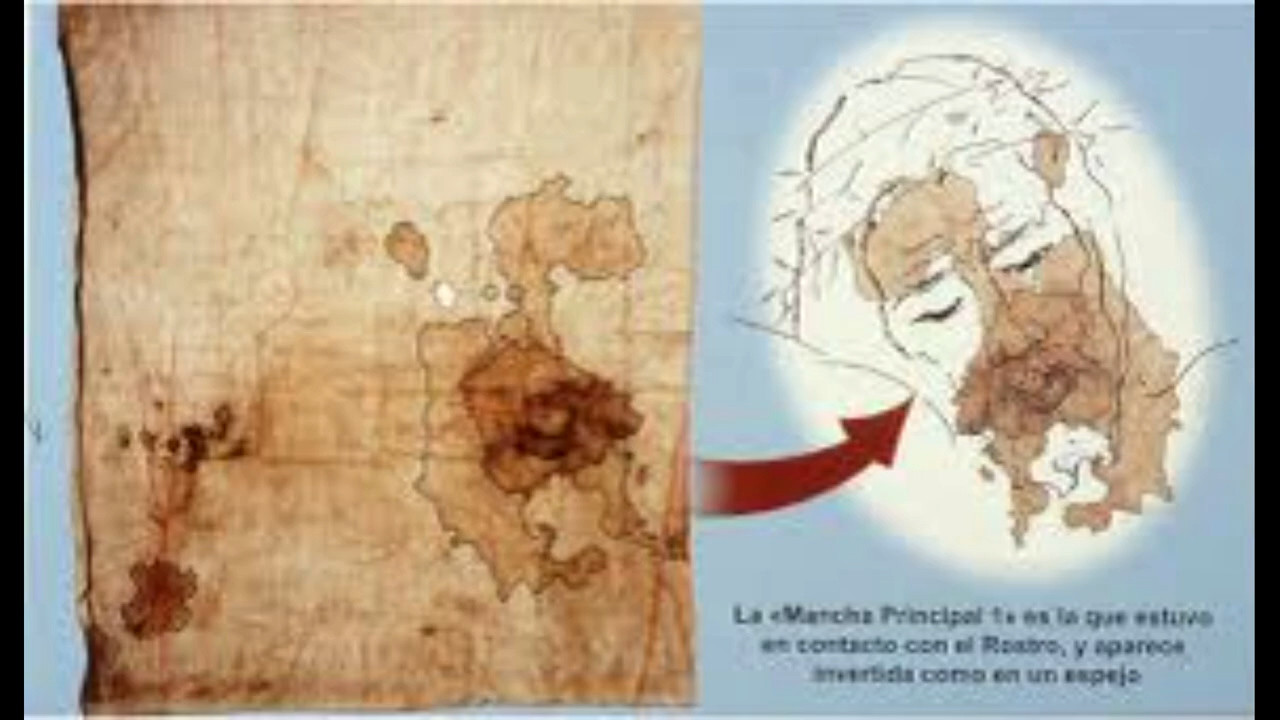 La «Mancha Principal 1» es la que estuvo
en contacto con el Rostro, y aparece
invertida como en un espejo